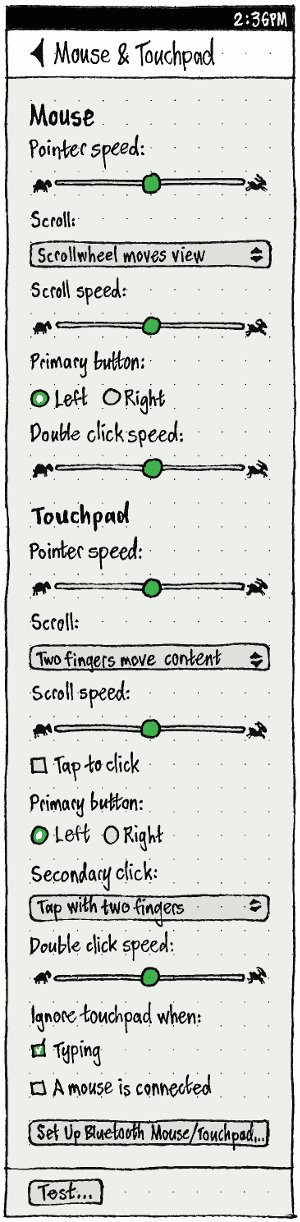 2:36PM
Mouse & Touchpad
Mouse
Pointer speed:
Scroll:
Scrollwheel moves view
Scroll speed:
Primary button:
Left Right
Double click speed:
Touchpad
Pointer speed:
Scroll:
Two fingers move content
Scroll speed:
Tap to click
Primary button:
Left Right
Secondary click:
Tap with two fingers
Double click speed:
Ignore touchpad when:
Typing
A mouse is connected
Set Up Bluetooth Mouse/Touchpad...
Test...